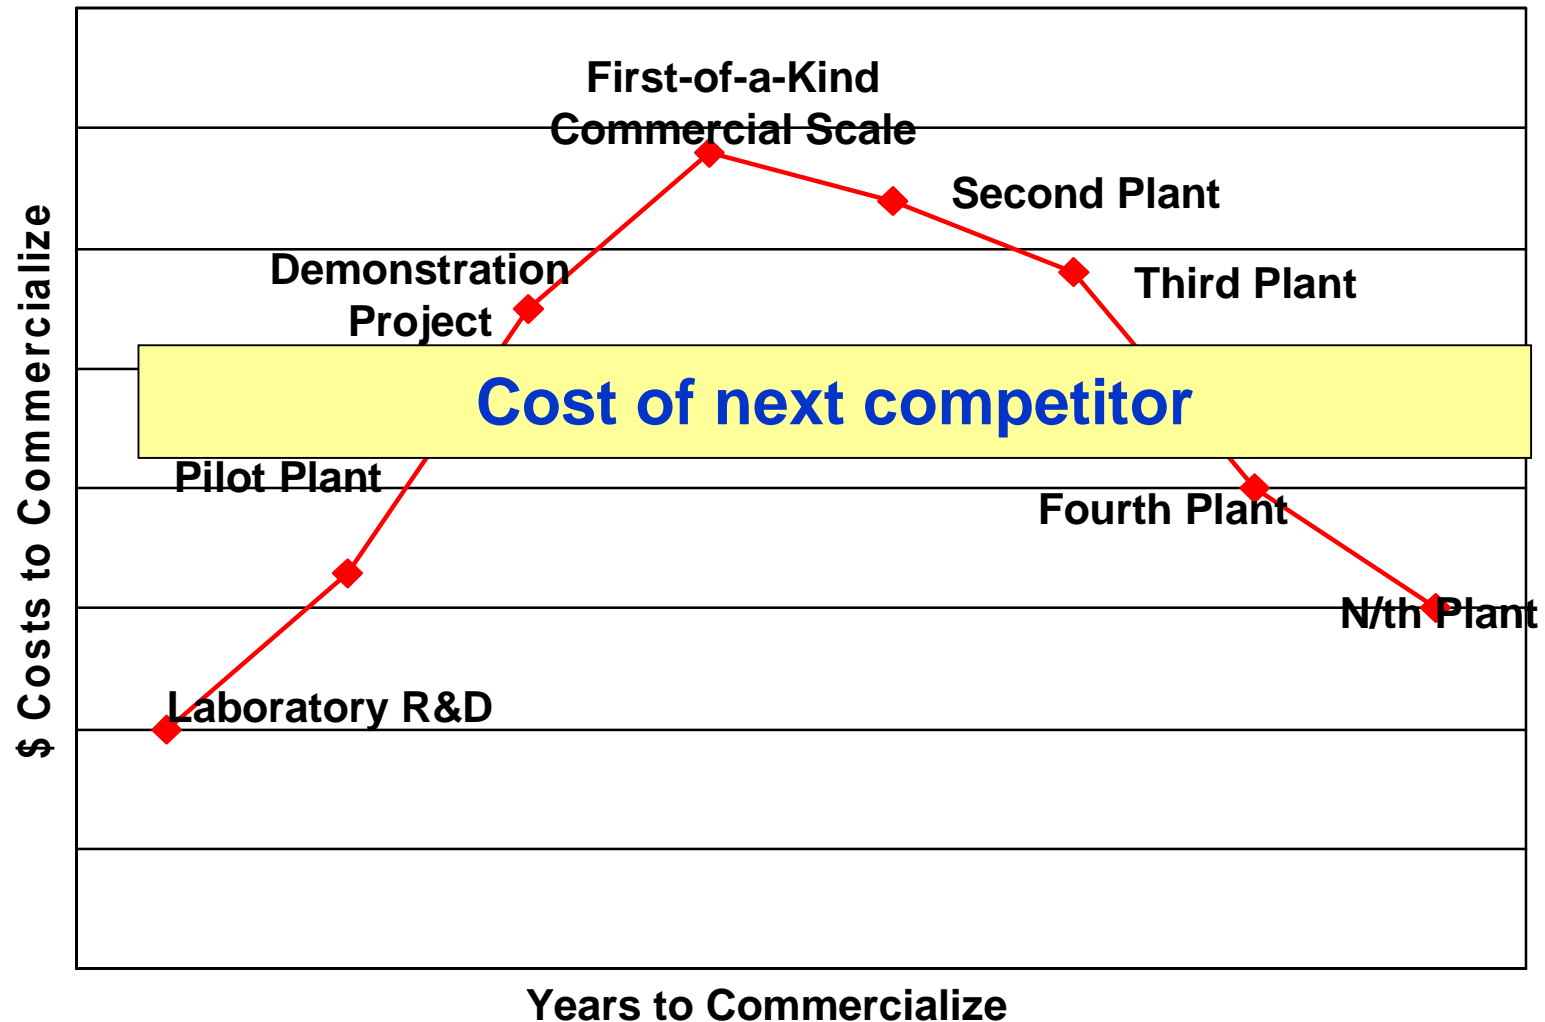 First-of-a-Kind
Commercial Scale
Second Plant
Demonstration
Project
Third Plant
Cost of next competitor
Pilot Plant
Fourth Plant
N/th Plant
Laboratory R&D
$ Costs to Commercialize
Years to Commercialize